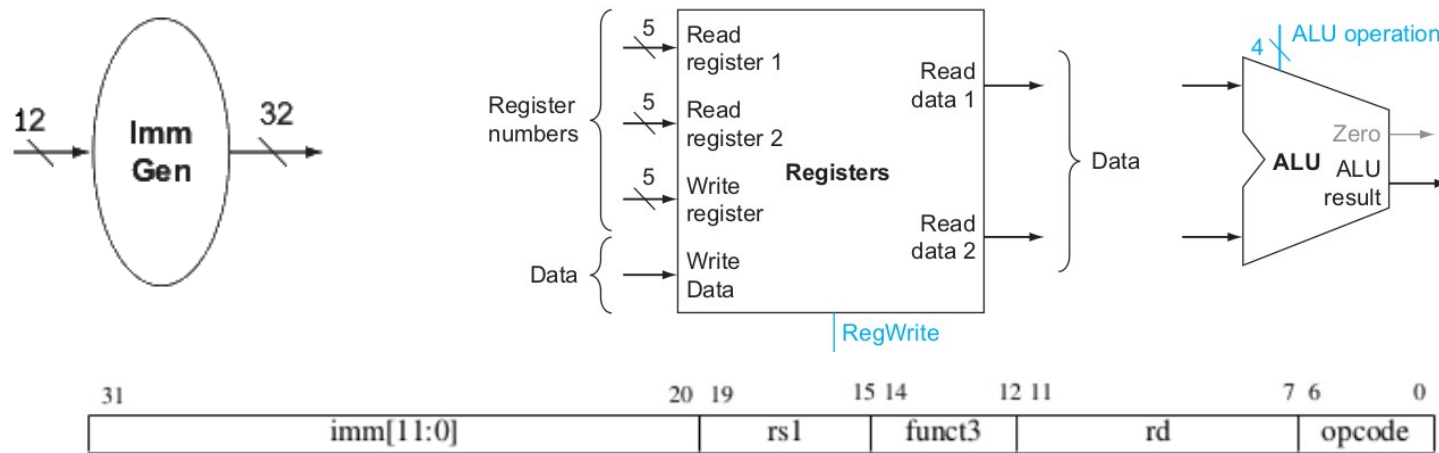 12
Imm
Gen
32
Register
numbers
Data
5
Read
register 1
5
Read
register 2
5
Write
register
Write
Data
Registers
Read
data 1
Read
data 2
RegWrite
Data
4
ALU operation
Zero
ALU
ALU
result
31 20 19 15 14 12 11 7 6 0
imm[11:0] rs1 funct3 rd opcode